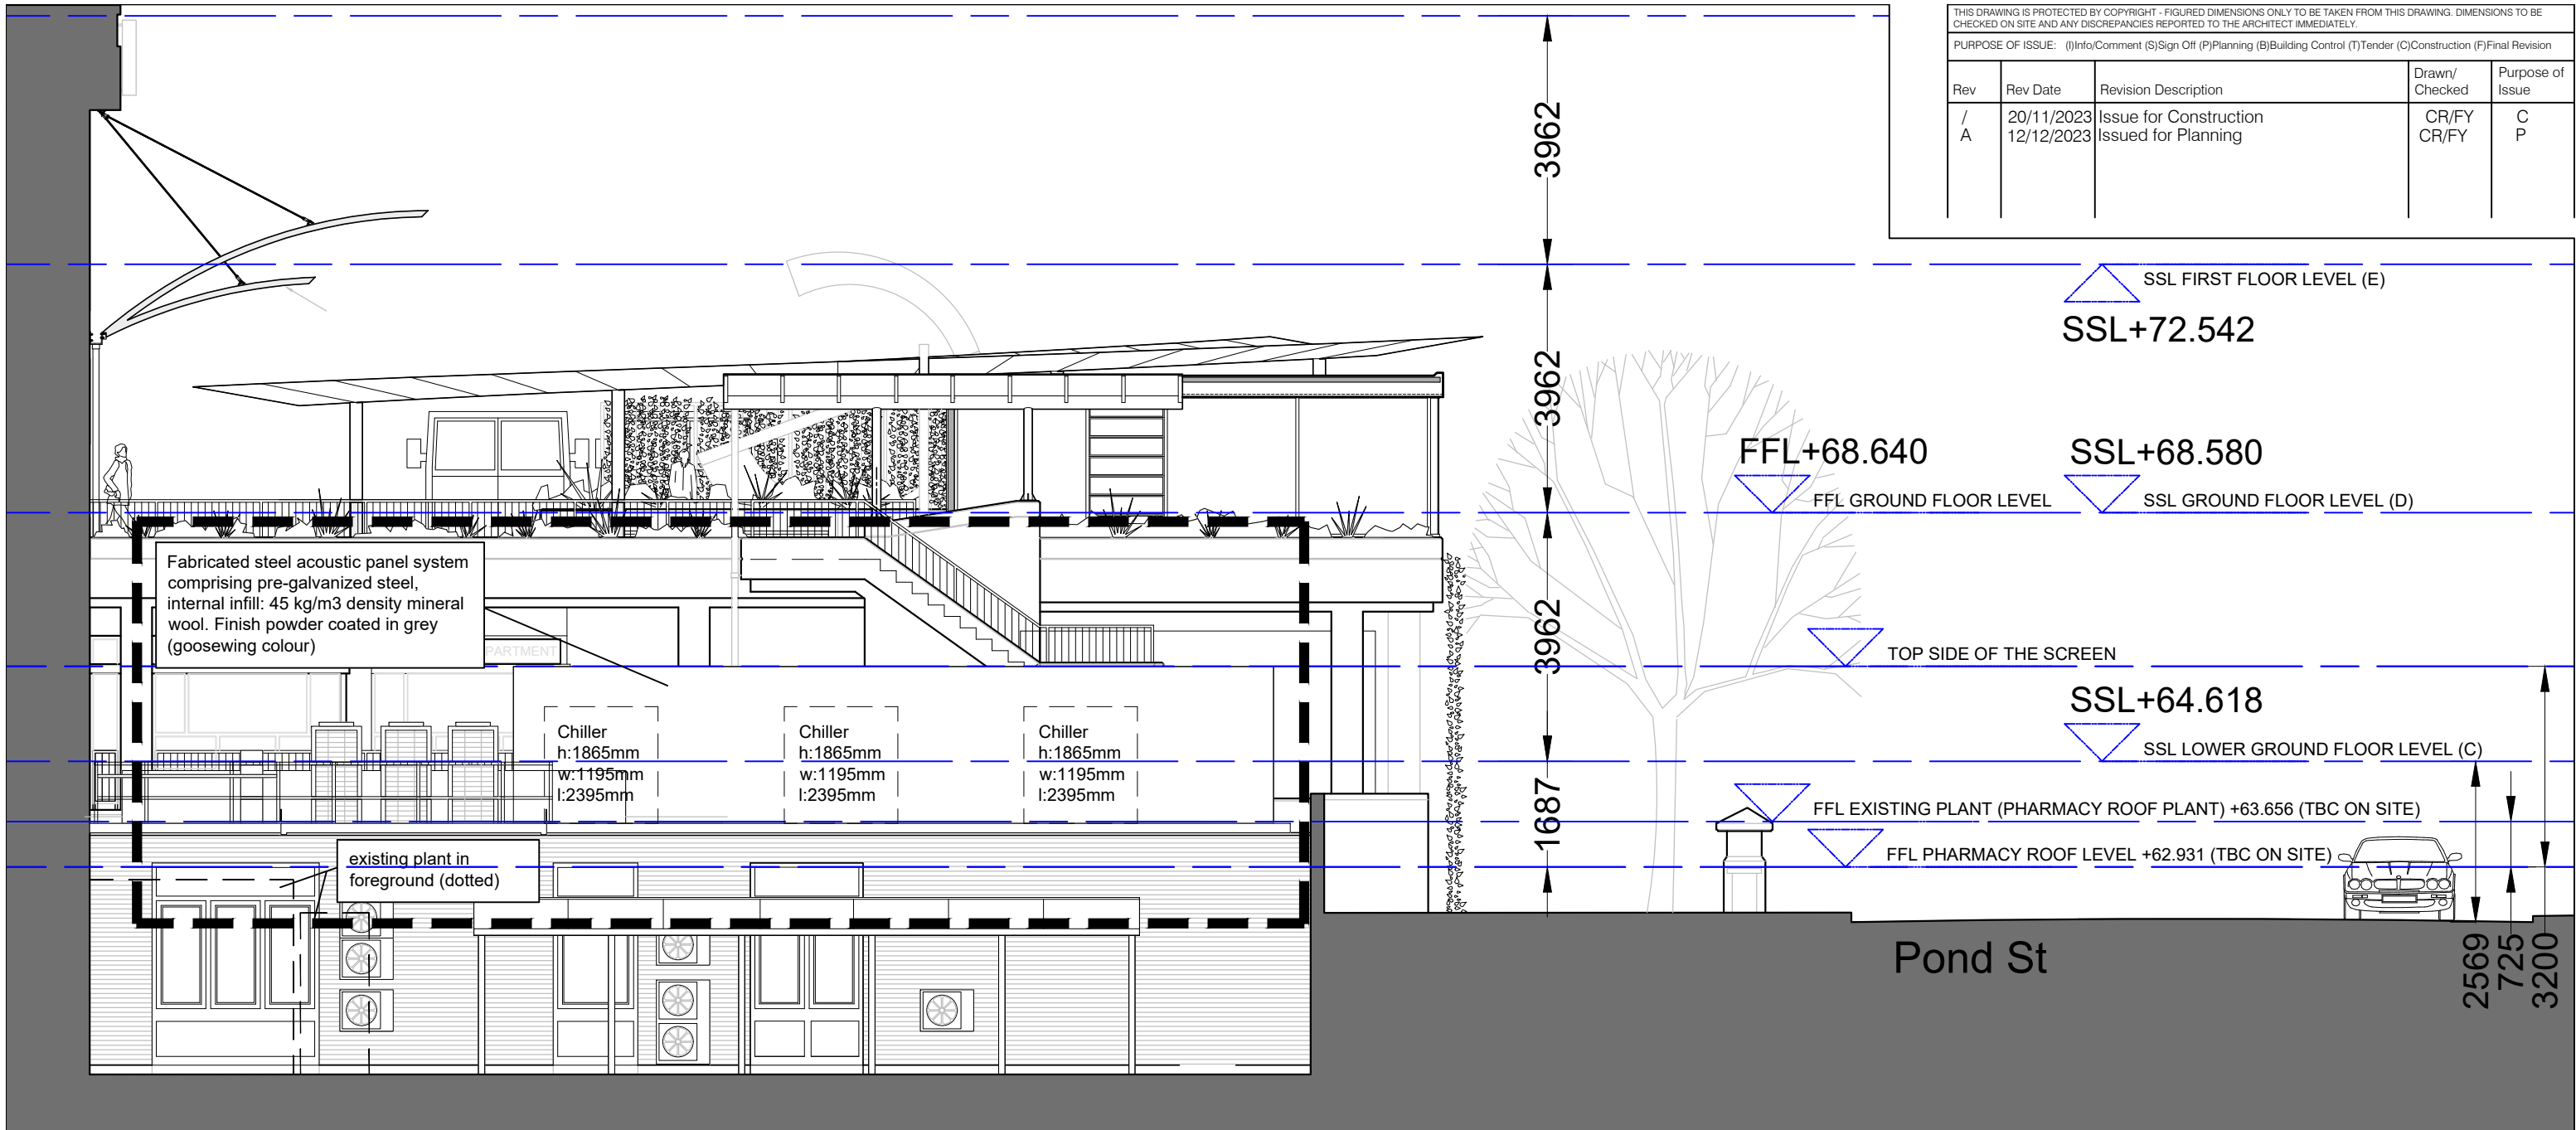 THIS DRAWING IS PROTECTED BY COPYRIGHT - FIGURED DIMENSIONS ONLY TO BE TAKEN FROM THIS DRAWING. DIMENSIONS TO BE
CHECKED ON SITE AND ANY DISCREPANCIES REPORTED TO THE ARCHITECT IMMEDIATELY.
PURPOSE OF ISSUE: (I)Info/Comment (S)Sign Off (P)Planning (B)Building Control (T)Tender (C)Construction (F)Final Revision
Rev Rev Date Revision Description Drawn/ Checked Purpose of Issue
/ 20/11/2023 Issue for Construction CR/FY C
A 12/12/2023 Issued for Planning CR/FY P
3962
3962
3962
1687
SSL FIRST FLOOR LEVEL (E)
SSL+72.542
FFL+68.640
SSL+68.580
FFL GROUND FLOOR LEVEL
SSL GROUND FLOOR LEVEL (D)
Fabricated steel acoustic panel system
comprising pre-galvanized steel,
internal infill: 45 kg/m3 density mineral
wool. Finish powder coated in grey
(goosewing colour)
PARTMENT
TOP SIDE OF THE SCREEN
SSL+64.618
SSL LOWER GROUND FLOOR LEVEL (C)
Chiller
h:1865mm
w:1195mm
l:2395mm
Chiller
h:1865mm
w:1195mm
l:2395mm
Chiller
h:1865mm
w:1195mm
l:2395mm
FFL EXISTING PLANT (PHARMACY ROOF PLANT) +63.656 (TBC ON SITE)
FFL PHARMACY ROOF LEVEL +62.931 (TBC ON SITE)
existing plant in
foreground (dotted)
Pond St
2569
725
3200